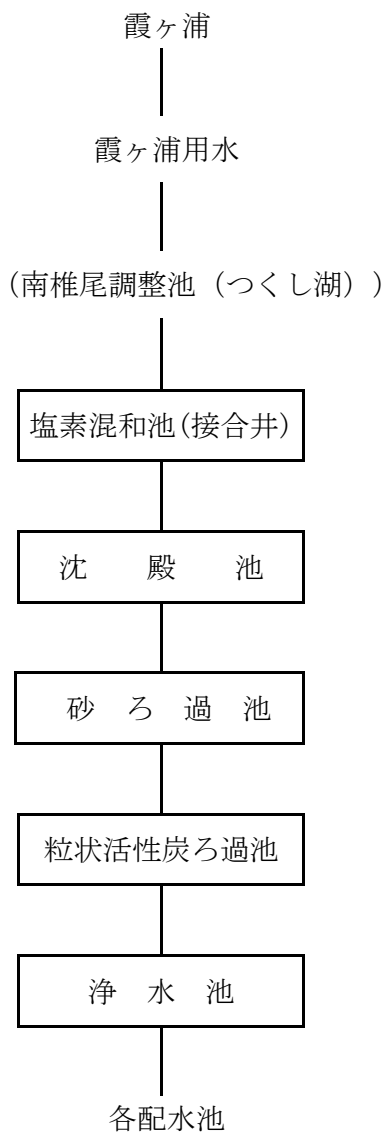 霞ヶ浦
霞ヶ浦用水
(南椎尾調整池（つくし湖）)
塩素混和池(接合井)
沈殿池
砂ろ過池
粒状活性炭ろ過池
浄水池
各配水池